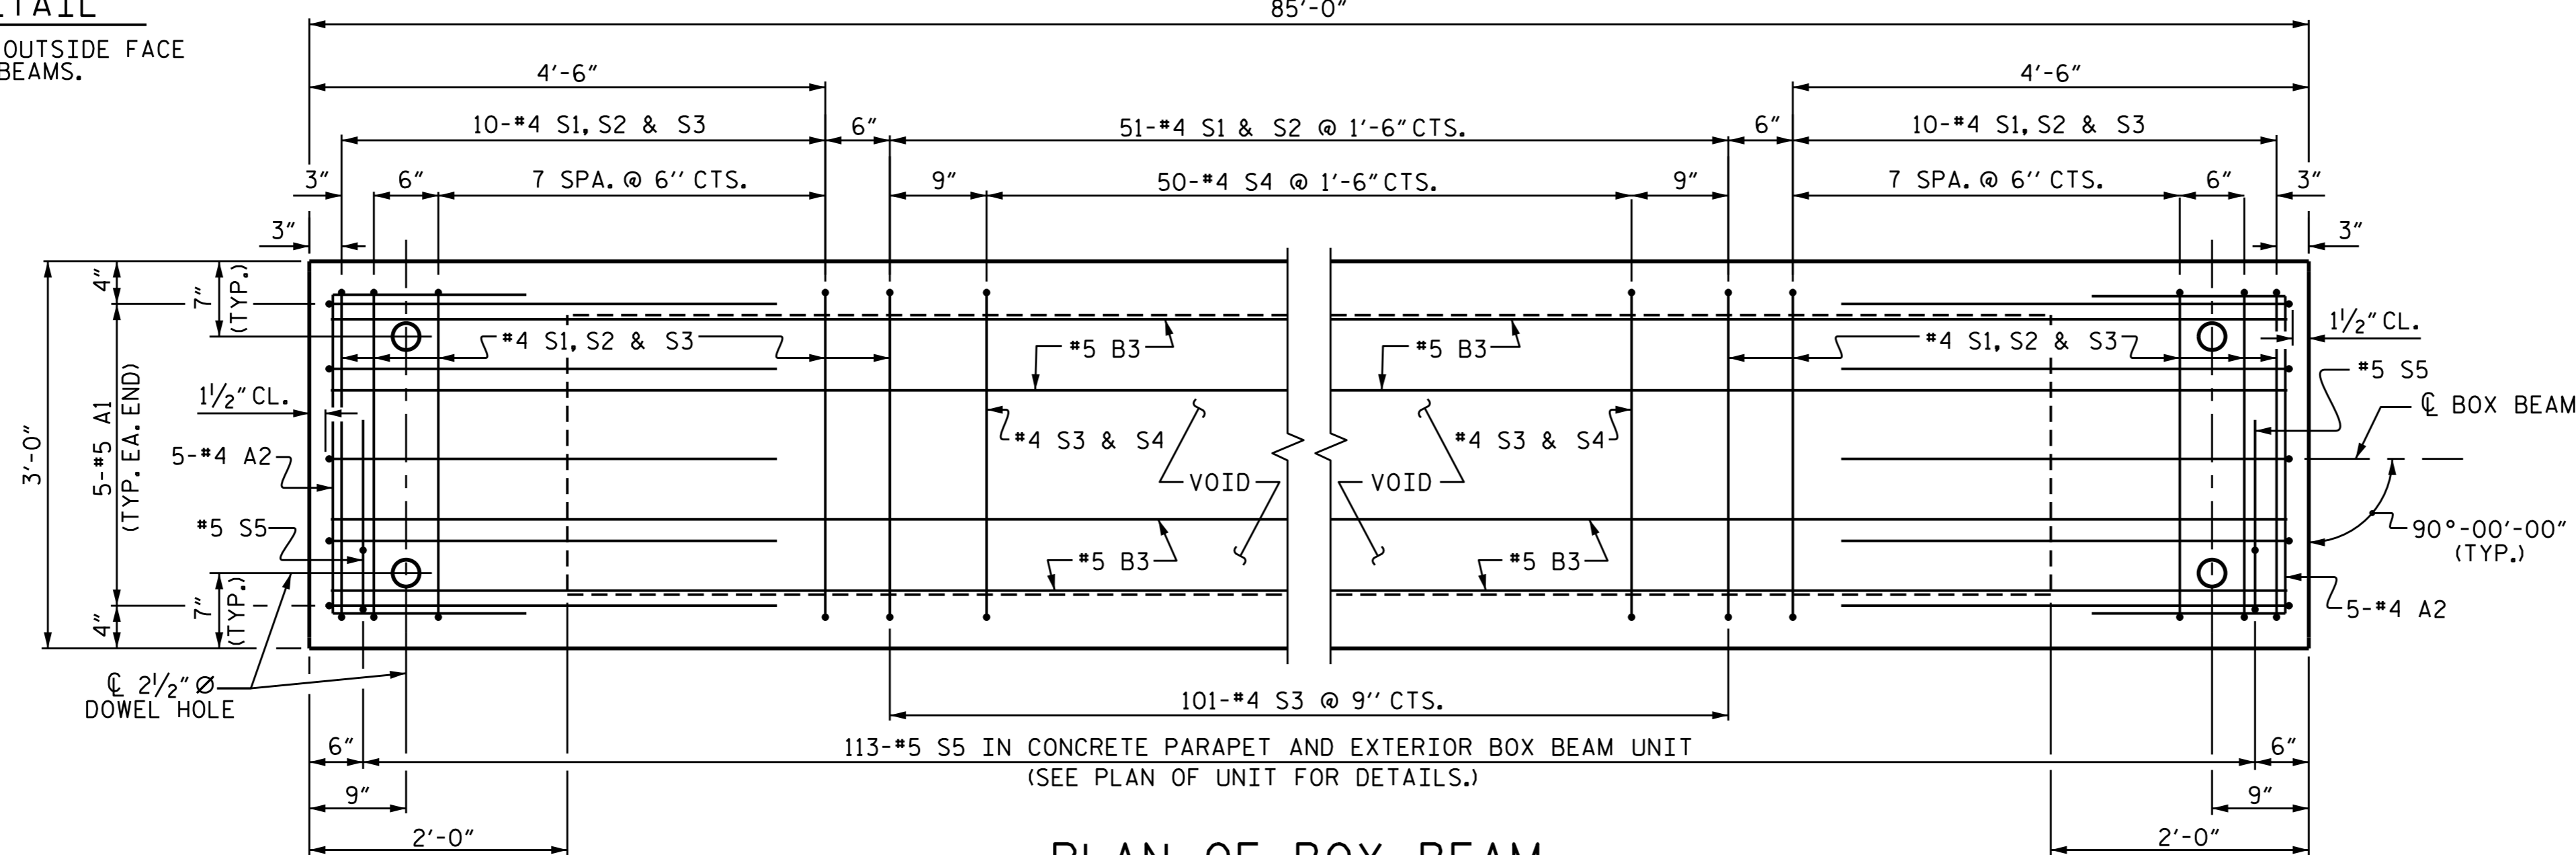 OUTSIDE FACE
BEAMS.
85'-0"
4'-6"
4'-6"
10-#4 S1, S2 & S3
6"
51-#4 S1 & S2 @ 1'-6" CTS.
6"
10-#4 S1, S2 & S3
3"
6"
7 SPA. @ 6'' CTS.
9"
50-#4 S4 @ 1'-6" CTS.
9"
7 SPA. @ 6'' CTS.
6"
3"
3"
3"
4"
7"
(TYP.)
#4 S1, S2 & S3
#5 B3
#5 B3
#4 S1, S2 & S3
1½" CL.
#5 S5
3'-0"
5-#5 A1
(TYP. EA. END)
1½" CL.
℄ BOX BEAM
5-#4 A2
#4 S3 & S4
#4 S3 & S4
VOID
VOID
#5 S5
90°-00'-00"
(TYP.)
#5 B3
#5 B3
4"
7"
(TYP.)
5-#4 A2
℄ 2½" Ø
DOWEL HOLE
101-#4 S3 @ 9'' CTS.
6"
113-#5 S5 IN CONCRETE PARAPET AND EXTERIOR BOX BEAM UNIT
6"
(SEE PLAN OF UNIT FOR DETAILS.)
9"
9"
2'-0"
2'-0"
PLAN OF BOX BEAM